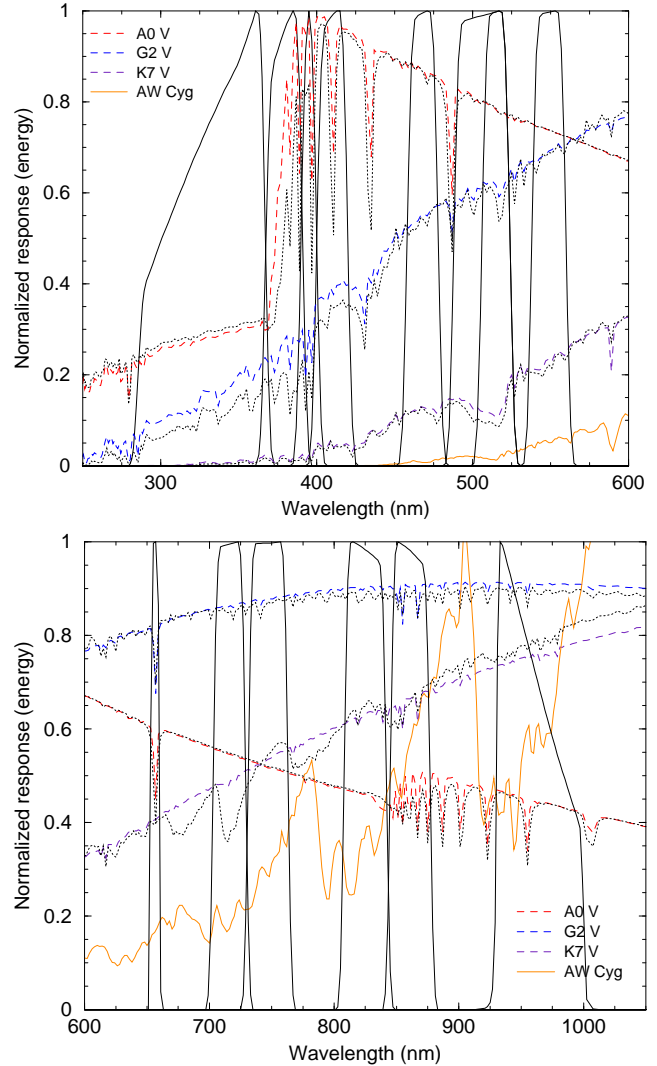 1
0.8
0.6
0.4
0.2
0
Normalized response (energy)
A0 V
G2 V
K7 V
AW Cyg
300 400 500 600
Wavelength (nm)
1
0.8
0.6
0.4
0.2
0
Normalized response (energy)
A0 V
G2 V
K7 V
AW Cyg
600 700 800 900 1000
Wavelength (nm)